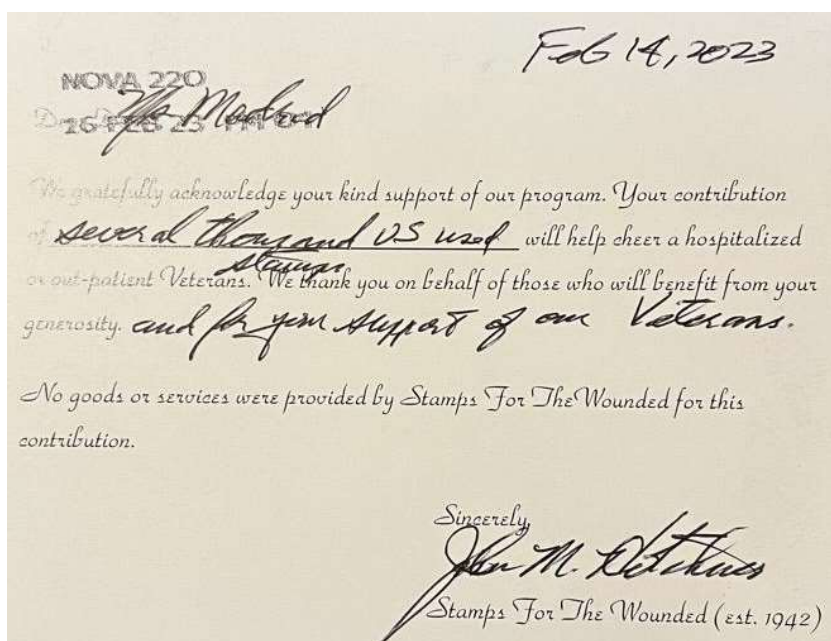 Feb 14, 2023
NOVA 220
16 FEB 23 PM
We gratefully acknowledge your kind support of our program. Your contribution
of several thousand US used will help cheer a hospitalized
stamps
or out-patient Veterans. We thank you on behalf of those who will benefit from your
generosity. and for your support of our Veterans.
No goods or services were provided by Stamps For The Wounded for this
contribution.
Sincerely,
John M.
Stamps For The Wounded (est. 1942)